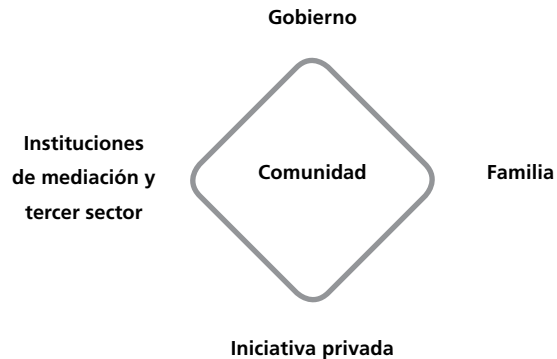 Gobierno
Instituciones
de mediación y
tercer sector
Comunidad
Familia
Iniciativa privada